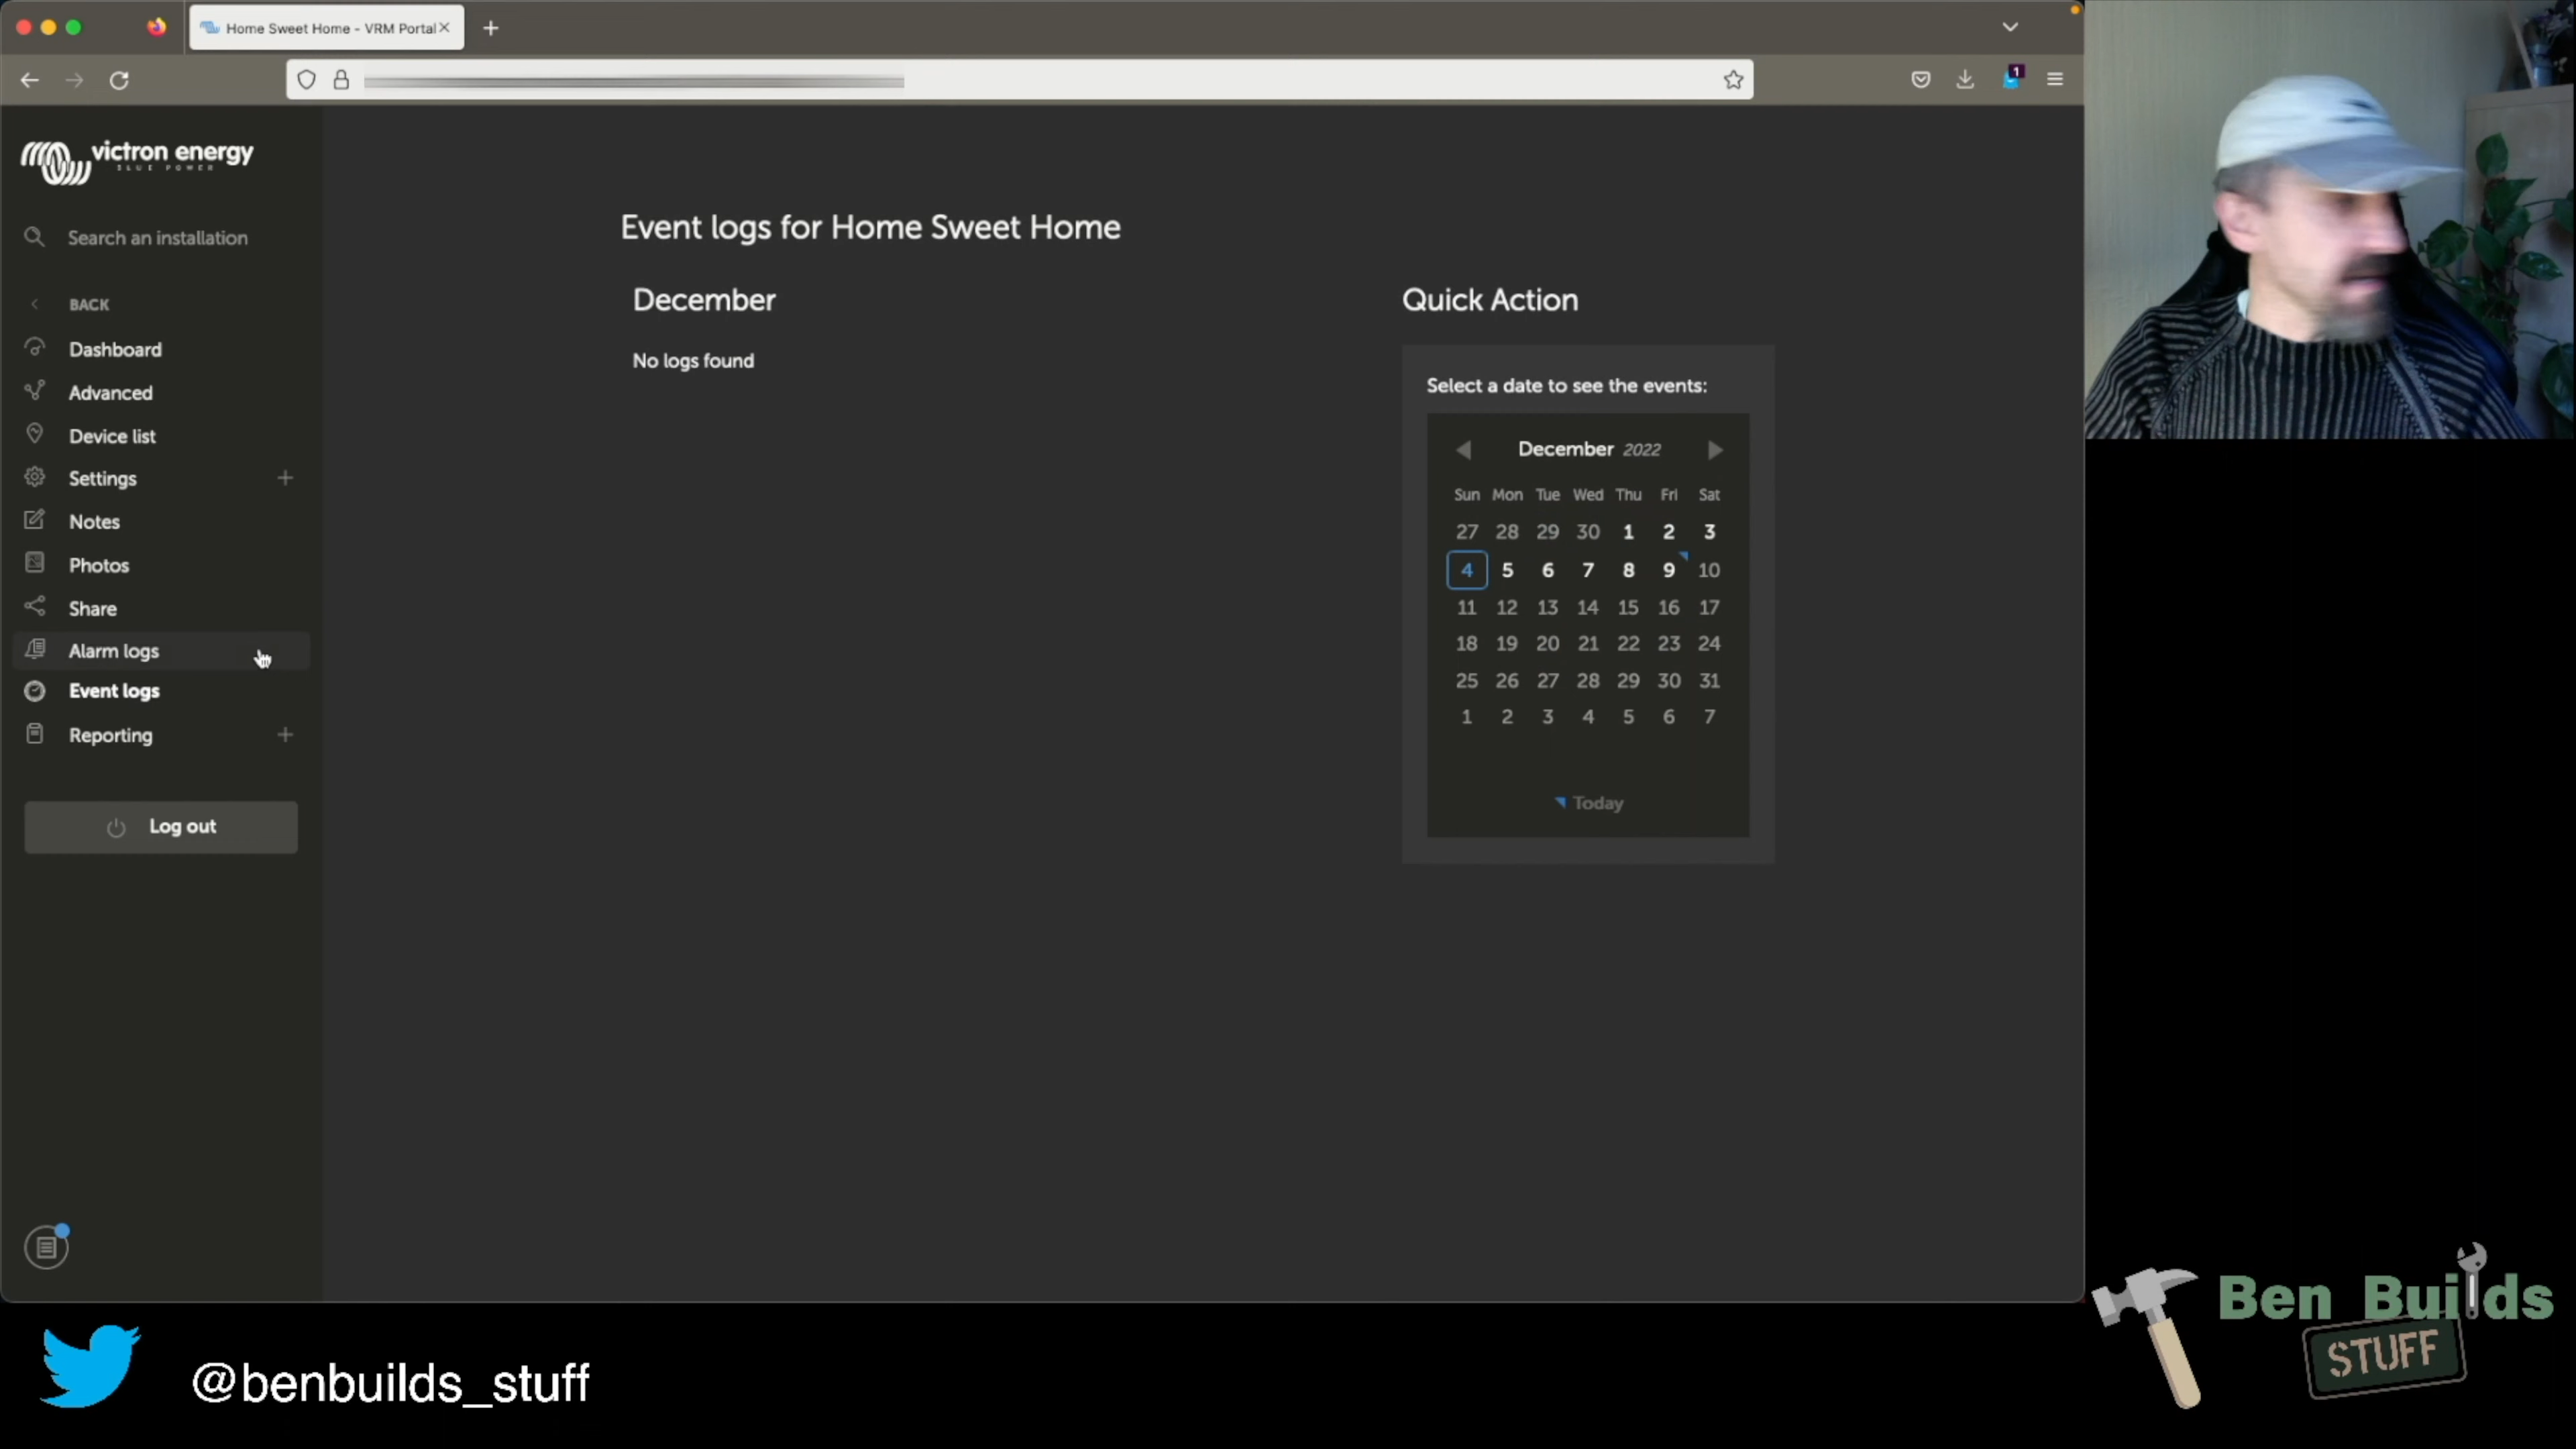 Home Sweet Home - VRM Portal
1
victron energy
BLUE POWER
Search an installation
BACK
Dashboard
Advanced
Device list
Settings
Notes
Photos
Share
Alarm logs
Event logs
Reporting
Log out
Event logs for Home Sweet Home
December
No logs found
Quick Action
Select a date to see the events:
December 2022
Sun Mon Tue Wed Thu Fri Sat
27 28 29 30 1 2 3
4 5 6 7 8 9 10
11 12 13 14 15 16 17
18 19 20 21 22 23 24
25 26 27 28 29 30 31
1 2 3 4 5 6 7
Today
@benbuilds_stuff
Ben Builds
STUFF